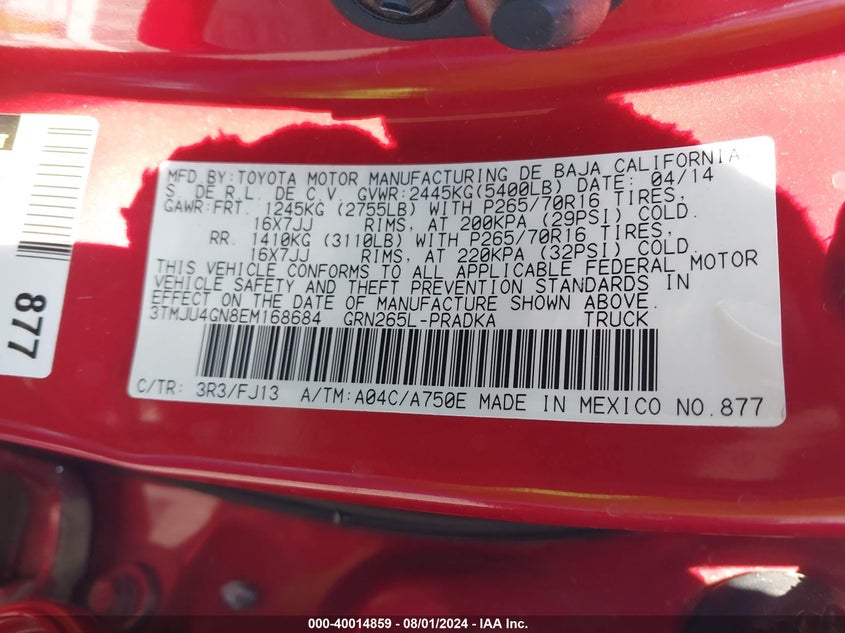 MFD.BY:TOYOTA MOTOR MANUFACTURING DE BAJA CALIFORNIA
S. DE R.L. DE C.V. GVWR:2445KG(5400LB) DATE: 04/14
GAWR:FRT. 1245KG (2755LB) WITH P265/70R16 TIRES,
16X7JJ RIMS, AT 200KPA (29PSI) COLD.
RR. 1410KG (3110LB) WITH P265/70R16 TIRES,
16X7JJ RIMS, AT 220KPA (32PSI) COLD.
THIS VEHICLE CONFORMS TO ALL APPLICABLE FEDERAL MOTOR
VEHICLE SAFETY AND THEFT PREVENTION STANDARDS IN
EFFECT ON THE DATE OF MANUFACTURE SHOWN ABOVE.
3TMJU4GN8EM168684 GRN265L-PRADKA TRUCK
C/TR: 3R3/FJ13 A/TM:A04C/A750E MADE IN MEXICO NO.877
877
000-40014859 - 08/01/2024 - IAA Inc.